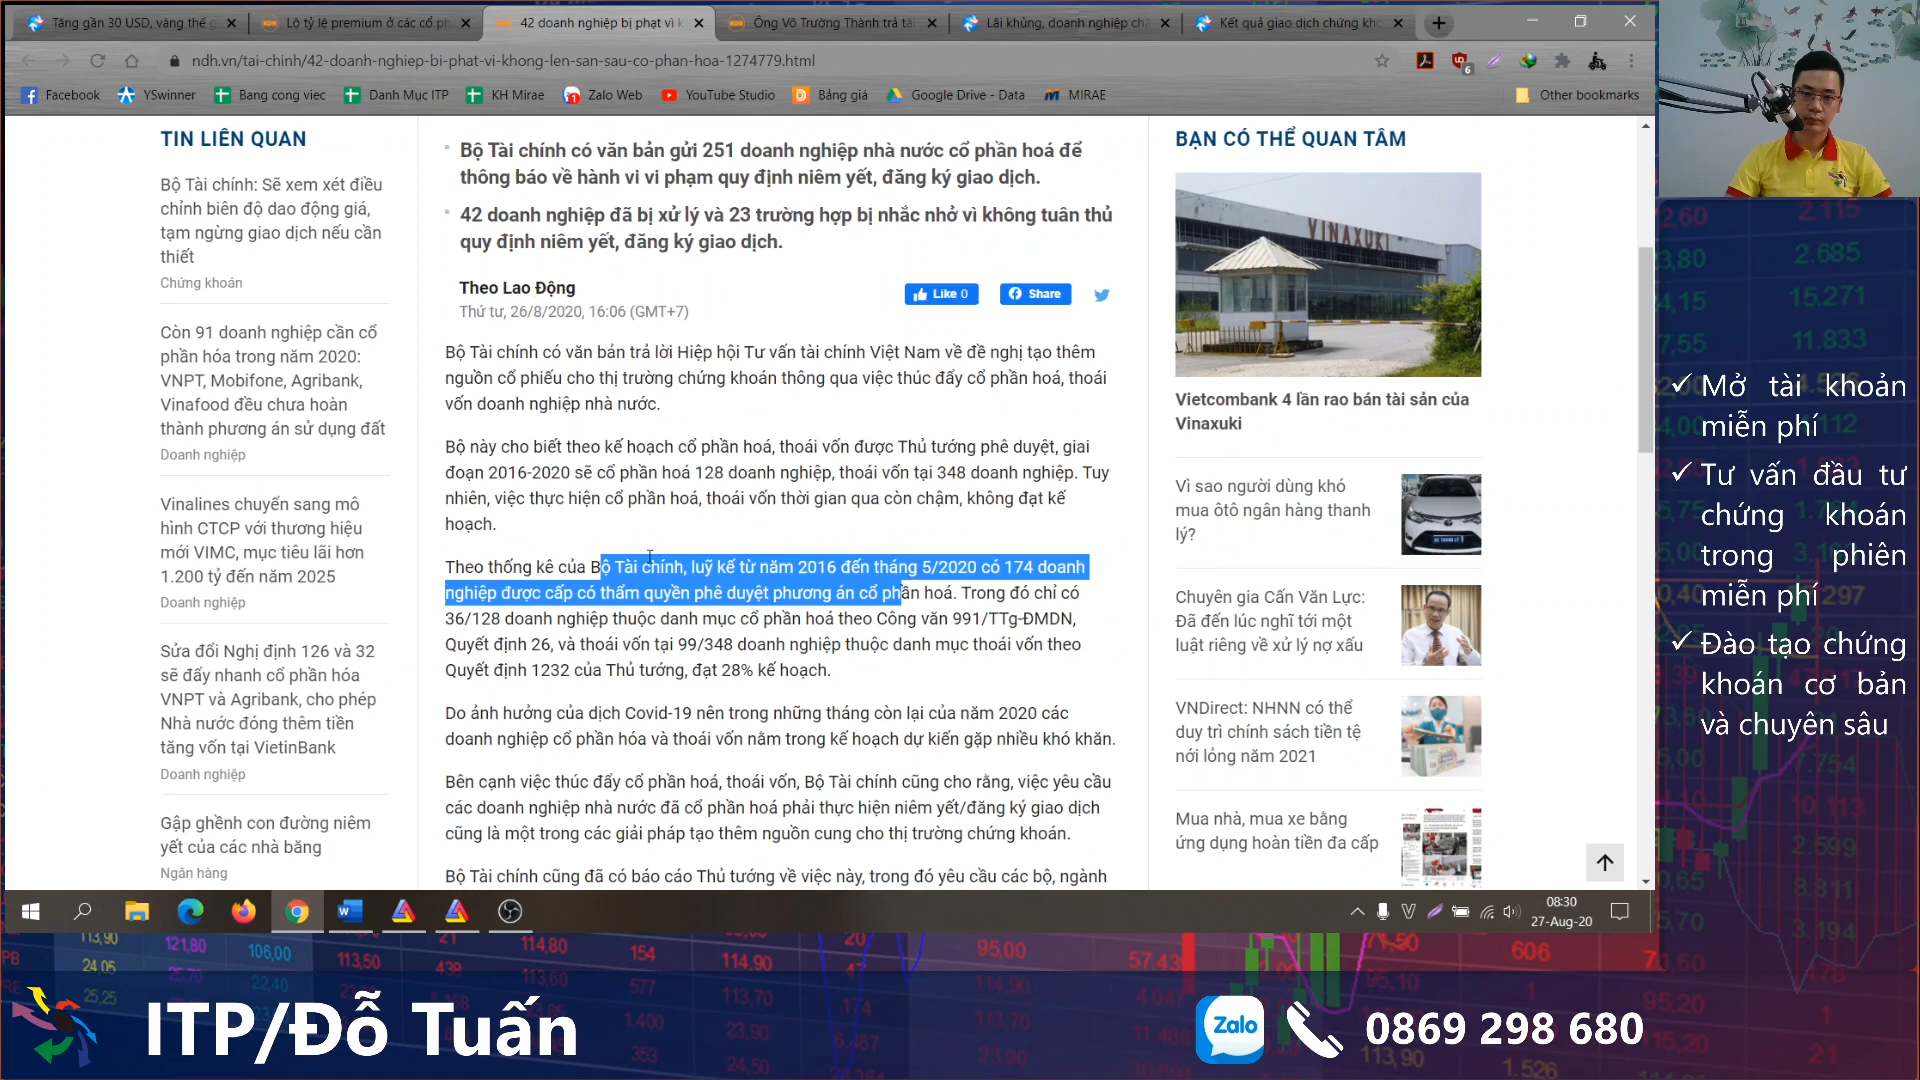 Tăng gần 30 USD, vàng thế g
Lộ tỷ lệ premium ở các cổ ph
42 doanh nghiệp bị phạt vì k
Ông Võ Trường Thành trả tà
Lãi khủng, doanh nghiệp ch
Kết quả giao dịch chứng kho
ndh.vn/tai-chinh/42-doanh-nghiep-bi-phat-vi-khong-len-san-sau-co-phan-hoa-1274779.html
6
Facebook
YSwinner
Bang cong viec
Danh Mục ITP
KH Mirae
Zalo Web
YouTube Studio
Bảng giá
Google Drive - Data
MIRAE
Other bookmarks
TIN LIÊN QUAN
Bộ Tài chính: Sẽ xem xét điều
chỉnh biên độ dao động giá,
tạm ngừng giao dịch nếu cần
thiết
Chứng khoán
Còn 91 doanh nghiệp cần cổ
phần hóa trong năm 2020:
VNPT, Mobifone, Agribank,
Vinafood đều chưa hoàn
thành phương án sử dụng đất
Doanh nghiệp
Vinalines chuyển sang mô
hình CTCP với thương hiệu
mới VIMC, mục tiêu lãi hơn
1.200 tỷ đến năm 2025
Doanh nghiệp
Sửa đổi Nghị định 126 và 32
sẽ đẩy nhanh cổ phần hóa
VNPT và Agribank, cho phép
Nhà nước đóng thêm tiền
tăng vốn tại VietinBank
Doanh nghiệp
Gập ghềnh con đường niêm
yết của các nhà băng
Ngân hàng
Bộ Tài chính có văn bản gửi 251 doanh nghiệp nhà nước cổ phần hoá để
thông báo về hành vi vi phạm quy định niêm yết, đăng ký giao dịch.
42 doanh nghiệp đã bị xử lý và 23 trường hợp bị nhắc nhở vì không tuân thủ
quy định niêm yết, đăng ký giao dịch.
Theo Lao Động
Thứ tư, 26/8/2020, 16:06 (GMT+7)
Like 0
Share
Bộ Tài chính có văn bản trả lời Hiệp hội Tư vấn tài chính Việt Nam về đề nghị tạo thêm
nguồn cổ phiếu cho thị trường chứng khoán thông qua việc thúc đẩy cổ phần hoá, thoái
vốn doanh nghiệp nhà nước.
Bộ này cho biết theo kế hoạch cổ phần hoá, thoái vốn được Thủ tướng phê duyệt, giai
đoạn 2016-2020 sẽ cổ phần hoá 128 doanh nghiệp, thoái vốn tại 348 doanh nghiệp. Tuy
nhiên, việc thực hiện cổ phần hoá, thoái vốn thời gian qua còn chậm, không đạt kế
hoạch.
Theo thống kê của Bộ Tài chính, luỹ kế từ năm 2016 đến tháng 5/2020 có 174 doanh
nghiệp được cấp có thẩm quyền phê duyệt phương án cổ phần hoá. Trong đó chỉ có
36/128 doanh nghiệp thuộc danh mục cổ phần hoá theo Công văn 991/TTg-ĐMDN,
Quyết định 26, và thoái vốn tại 99/348 doanh nghiệp thuộc danh mục thoái vốn theo
Quyết định 1232 của Thủ tướng, đạt 28% kế hoạch.
Do ảnh hưởng của dịch Covid-19 nên trong những tháng còn lại của năm 2020 các
doanh nghiệp cổ phần hóa và thoái vốn nằm trong kế hoạch dự kiến gặp nhiều khó khăn.
Bên cạnh việc thúc đẩy cổ phần hoá, thoái vốn, Bộ Tài chính cũng cho rằng, việc yêu cầu
các doanh nghiệp nhà nước đã cổ phần hoá phải thực hiện niêm yết/đăng ký giao dịch
cũng là một trong các giải pháp tạo thêm nguồn cung cho thị trường chứng khoán.
Bộ Tài chính cũng đã có báo cáo Thủ tướng về việc này, trong đó yêu cầu các bộ, ngành
BẠN CÓ THỂ QUAN TÂM
VINAXUKI
Vietcombank 4 lần rao bán tài sản của
Vinaxuki
Vì sao người dùng khó
mua ôtô ngân hàng thanh
lý?
Chuyên gia Cấn Văn Lực:
Đã đến lúc nghĩ tới một
luật riêng về xử lý nợ xấu
VNDirect: NHNN có thể
duy trì chính sách tiền tệ
nới lỏng năm 2021
Mua nhà, mua xe bằng
ứng dụng hoàn tiền đa cấp
08:30
27-Aug-20
Mở tài khoản
miễn phí
Tư vấn đầu tư
chứng khoán
trong phiên
miễn phí
Đào tạo chứng
khoán cơ bản
và chuyên sâu
ITP/Đỗ Tuấn
Zalo
0869 298 680